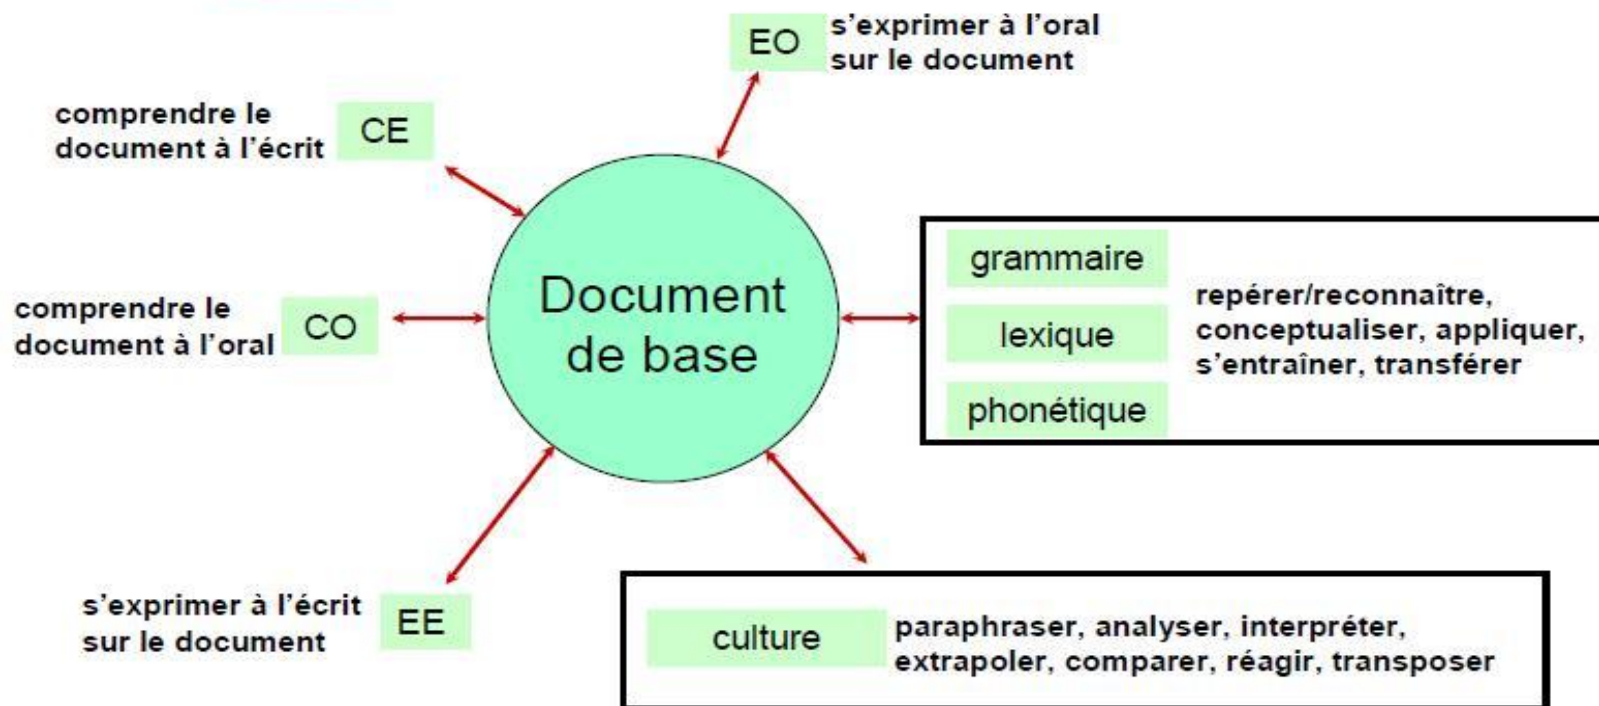 EO
s'exprimer à l'oral
sur le document
comprendre le
document à l'écrit
CE
comprendre le
document à l'oral
CO
Document
de base
grammaire
lexique
phonétique
repérer/reconnaître,
conceptualiser, appliquer,
s'entraîner, transférer
s'exprimer à l'écrit
sur le document
EE
culture
paraphraser, analyser, interpréter,
extrapoler, comparer, réagir, transposer